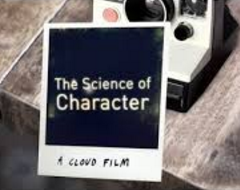 The Science of
Character
A CLOUD FILM